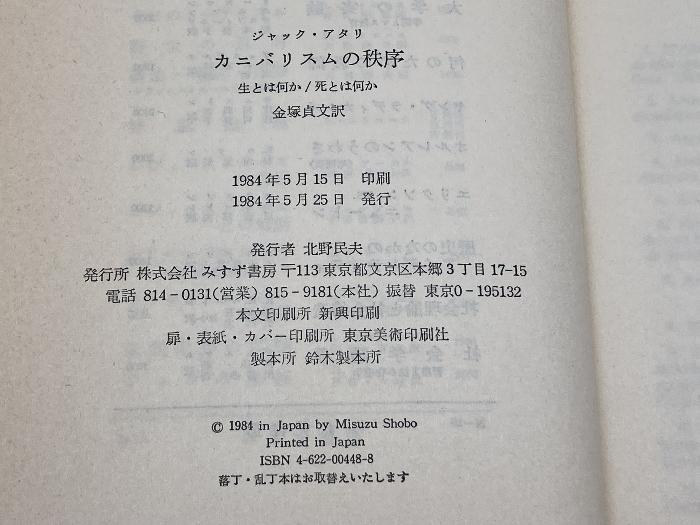 ジャック・アタリ
カニバリスムの秩序
生とは何か/死とは何か
金塚貞文訳
1984年5月15日 印刷
1984年5月25日 発行
発行者 北野民夫
発行所 株式会社 みすず書房 〒113 東京都文京区本郷3丁目17-15
電話 814-0131(営業) 815-9181(本社) 振替 東京0-195132
本文印刷所 新興印刷
扉・表紙・カバー印刷所 東京美術印刷社
製本所 鈴木製本所
© 1984 in Japan by Misuzu Shobo
Printed in Japan
ISBN 4-622-00448-8
落丁・乱丁本はお取替えいたします